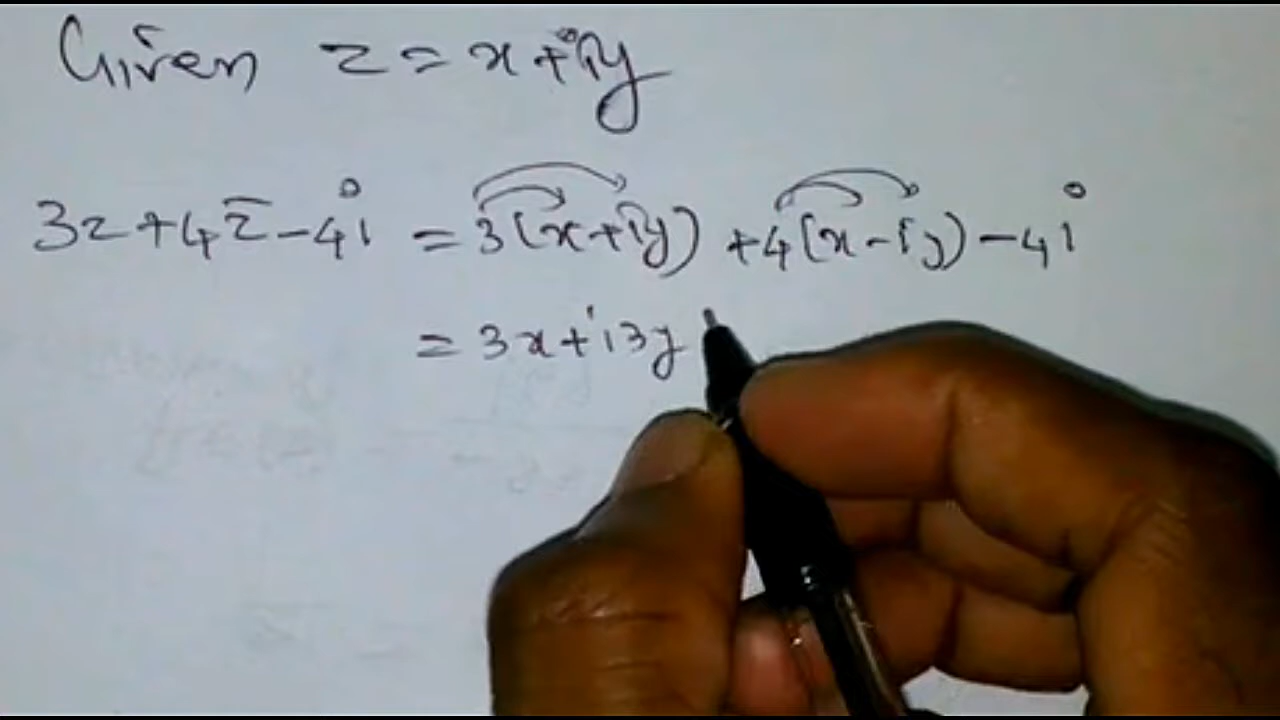 Given z = x+iy
3z+4z̄-4i = 3(x+iy) +4(x-iy)-4i
= 3x+i3y